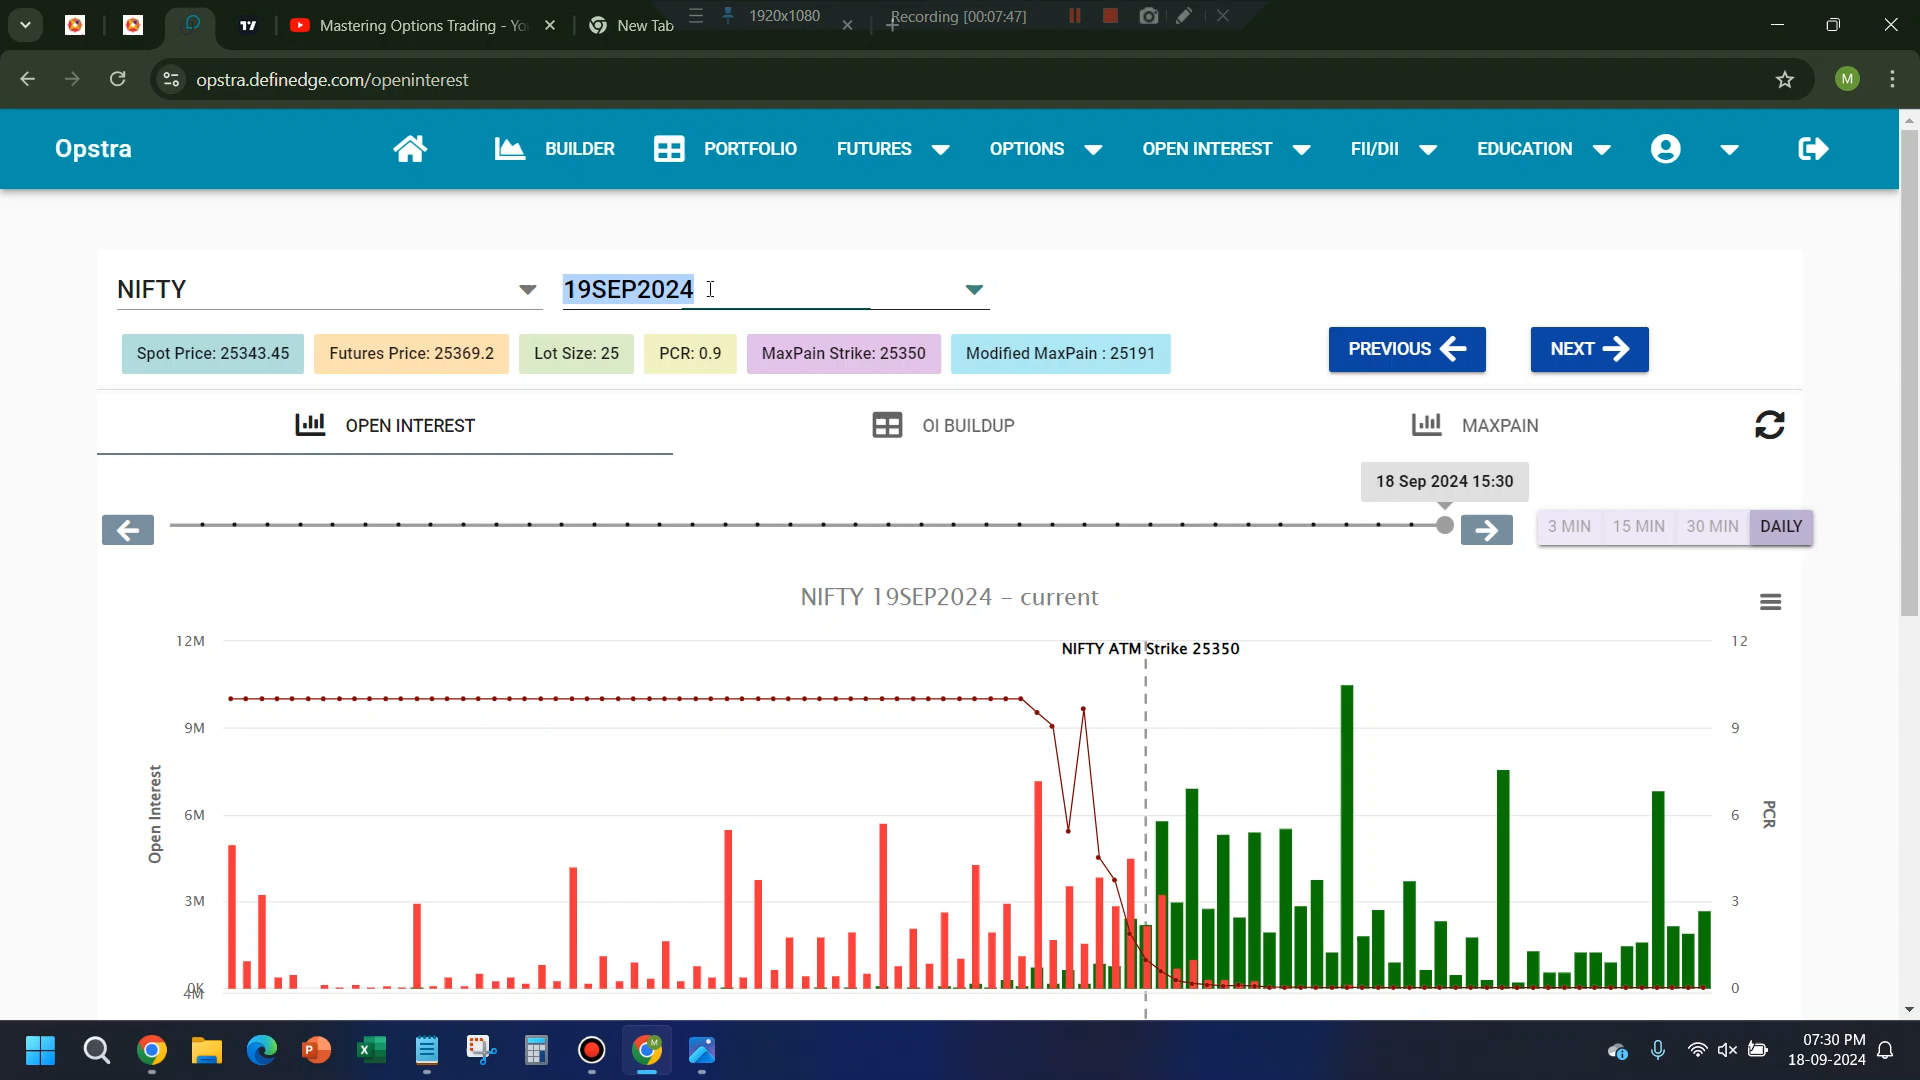 Mastering Options Trading - Yo
New Tab
1920x1080
Recording [00:07:47]
opstra.definedge.com/openinterest
M
Opstra
BUILDER
PORTFOLIO
FUTURES
OPTIONS
OPEN INTEREST
FII/DII
EDUCATION
NIFTY
19SEP2024
Spot Price: 25343.45
Futures Price: 25369.2
Lot Size: 25
PCR: 0.9
MaxPain Strike: 25350
Modified MaxPain : 25191
PREVIOUS
NEXT
OPEN INTEREST
OI BUILDUP
MAXPAIN
18 Sep 2024 15:30
3 MIN
15 MIN
30 MIN
DAILY
NIFTY 19SEP2024 – current
12M
NIFTY ATM Strike 25350
12
9M
9
6M
6
3M
3
0K
0
4M
Open Interest
PCR
07:30 PM
18-09-2024